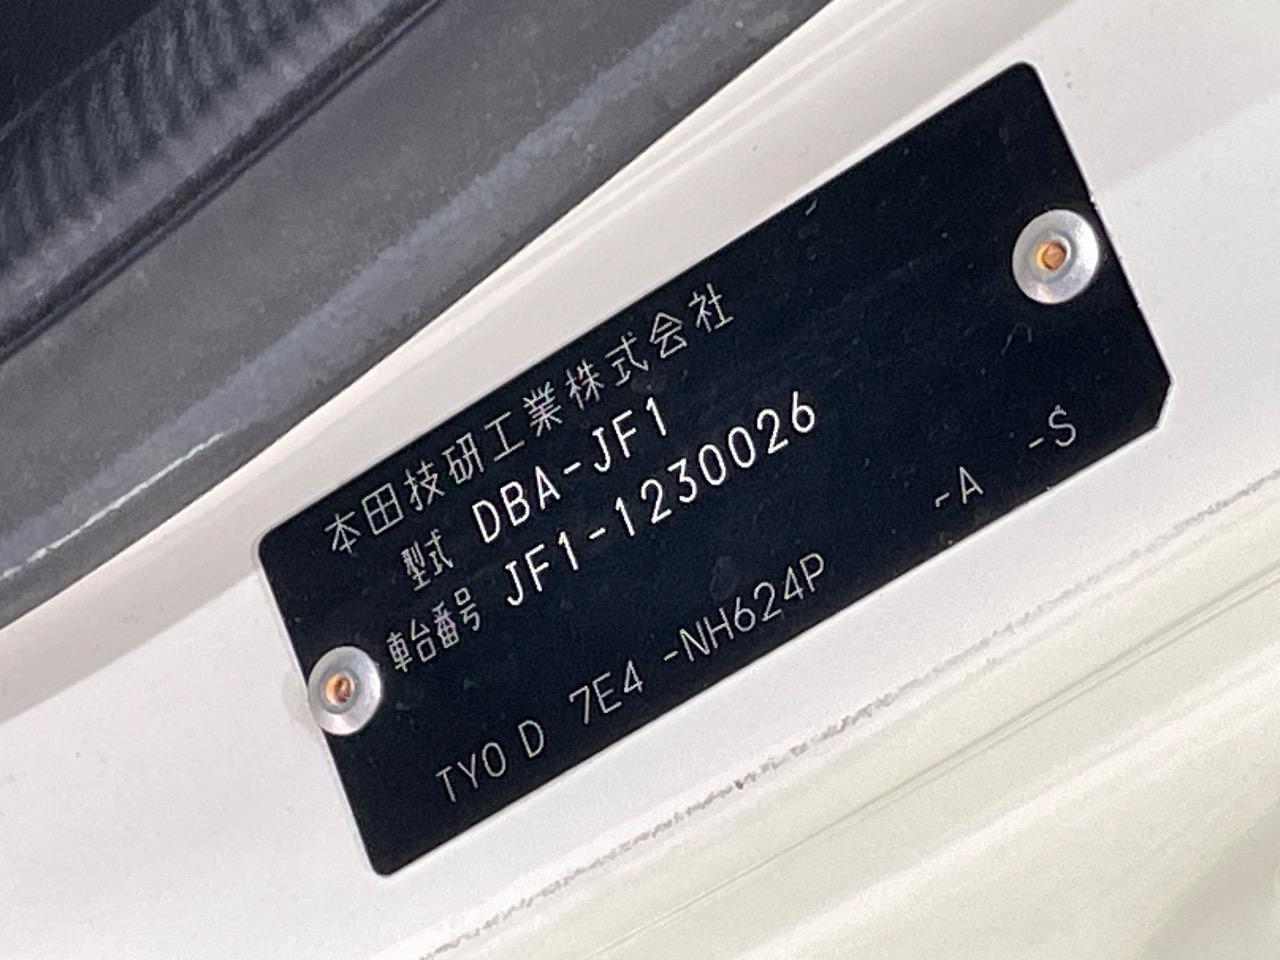 本田技研工業株式会社
型式 DBA-JF1
車台番号 JF1-1230026
-A -S
TY0 D 7E4 -NH624P